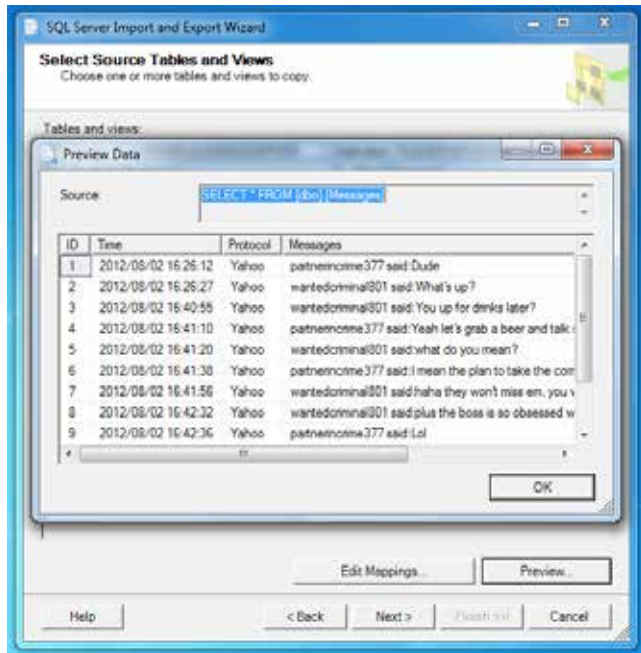 SQL Server Import and Export Wizard
Select Source Tables and Views
Choose one or more tables and views to copy.
Tables and views:
Preview Data
Source:
SELECT * FROM [dbo].[Messages]
ID Time Protocol Messages
1 2012/08/02 16:26:12 Yahoo partnerincrime377 said:Dude
2 2012/08/02 16:26:27 Yahoo wantedcriminal801 said:What's up?
3 2012/08/02 16:40:55 Yahoo wantedcriminal801 said:You up for drinks later?
4 2012/08/02 16:41:10 Yahoo partnerincrime377 said:Yeah let's grab a beer and talk
5 2012/08/02 16:41:20 Yahoo wantedcriminal801 said:what do you mean?
6 2012/08/02 16:41:38 Yahoo partnerincrime377 said:I mean the plan to take the com
7 2012/08/02 16:41:56 Yahoo wantedcriminal801 said:haha they won't miss em, you
8 2012/08/02 16:42:32 Yahoo wantedcriminal801 said:plus the boss is so obsessed w
9 2012/08/02 16:42:36 Yahoo partnerincrime377 said:Lol
OK
Edit Mappings...
Preview...
Help
< Back
Next >
Cancel